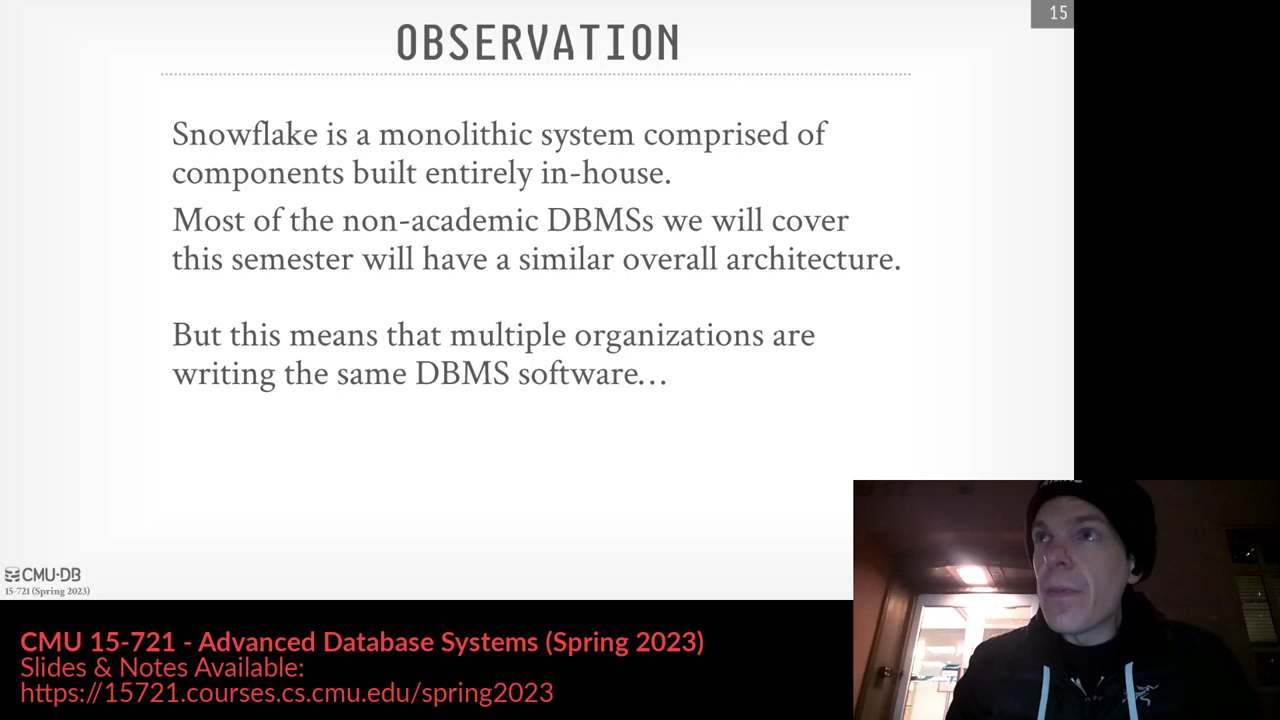 15
OBSERVATION
Snowflake is a monolithic system comprised of
components built entirely in-house.
Most of the non-academic DBMSs we will cover
this semester will have a similar overall architecture.
But this means that multiple organizations are
writing the same DBMS software…
CMU·DB
15-721 (Spring 2023)
CMU 15-721 - Advanced Database Systems (Spring 2023)
Slides & Notes Available:
https://15721.courses.cs.cmu.edu/spring2023